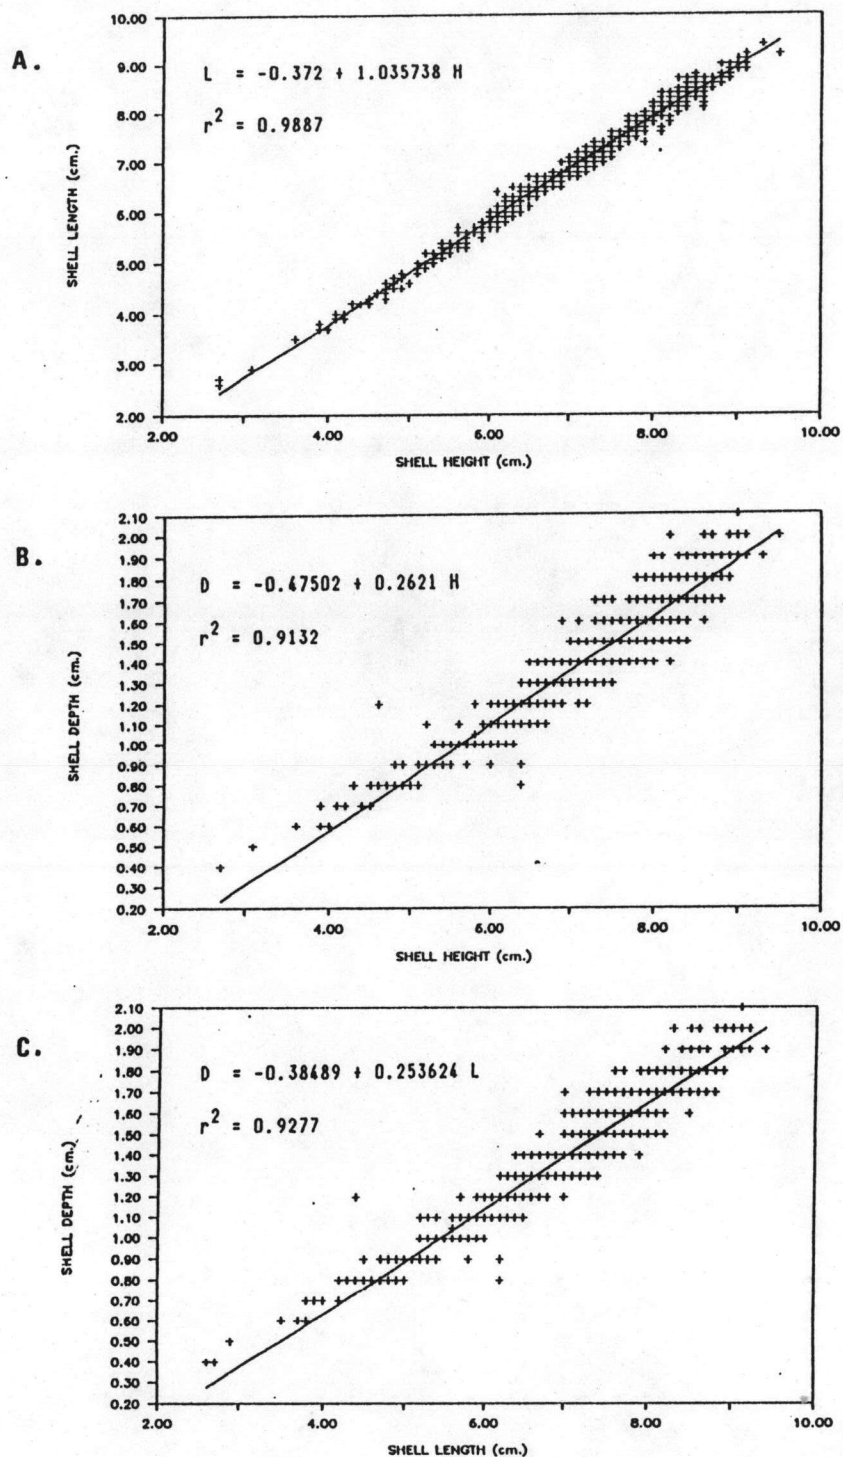 A.
L = -0.372 + 1.035738 H
r2 = 0.9887
SHELL LENGTH (cm.)
10.00
9.00
8.00
7.00
6.00
5.00
4.00
3.00
2.00
2.00 4.00 6.00 8.00 10.00
SHELL HEIGHT (cm.)
B.
D = -0.47502 + 0.2621 H
r2 = 0.9132
SHELL DEPTH (cm.)
2.10
2.00
1.90
1.80
1.70
1.60
1.50
1.40
1.30
1.20
1.10
1.00
0.90
0.80
0.70
0.60
0.50
0.40
0.30
0.20
2.00 4.00 6.00 8.00 10.00
SHELL HEIGHT (cm.)
C.
D = -0.38489 + 0.253624 L
r2 = 0.9277
SHELL DEPTH (cm.)
2.10
2.00
1.90
1.80
1.70
1.60
1.50
1.40
1.30
1.20
1.10
1.00
0.90
0.80
0.70
0.60
0.50
0.40
0.30
0.20
2.00 4.00 6.00 8.00 10.00
SHELL LENGTH (cm.)